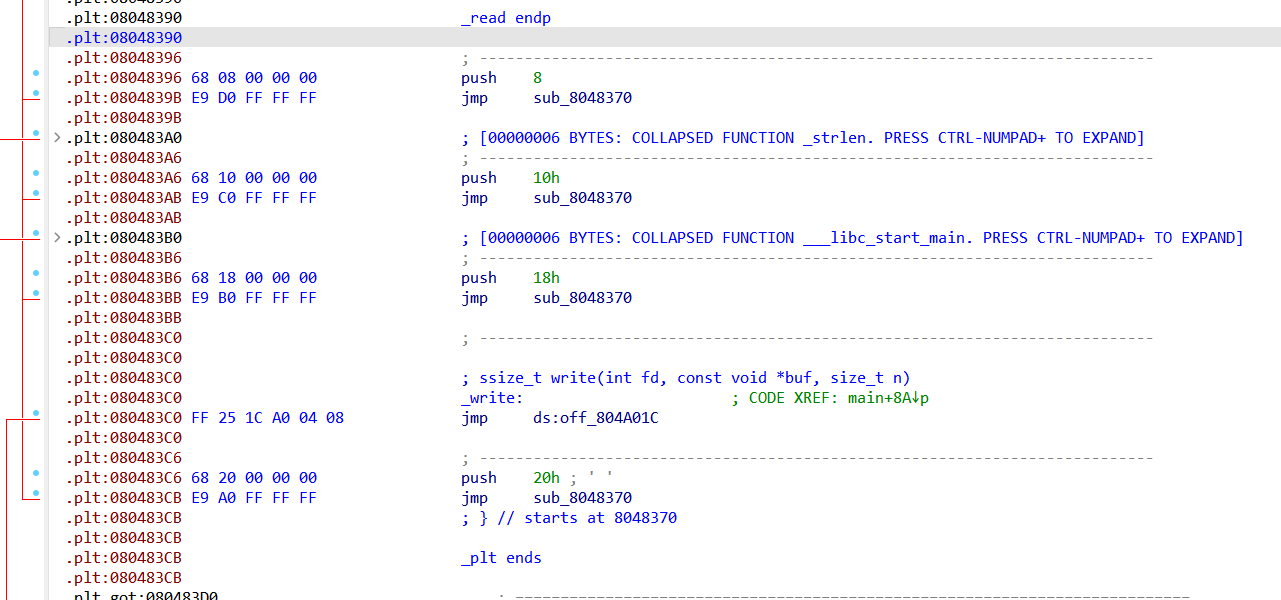 .plt:08048390
.plt:08048390 _read endp
.plt:08048390
.plt:08048396 ; ---------------------------------------------------------------------------
.plt:08048396 68 08 00 00 00 push 8
.plt:0804839B E9 D0 FF FF FF jmp sub_8048370
.plt:0804839B
.plt:080483A0 ; [00000006 BYTES: COLLAPSED FUNCTION _strlen. PRESS CTRL-NUMPAD+ TO EXPAND]
.plt:080483A6 ; ---------------------------------------------------------------------------
.plt:080483A6 68 10 00 00 00 push 10h
.plt:080483AB E9 C0 FF FF FF jmp sub_8048370
.plt:080483AB
.plt:080483B0 ; [00000006 BYTES: COLLAPSED FUNCTION ___libc_start_main. PRESS CTRL-NUMPAD+ TO EXPAND]
.plt:080483B6 ; ---------------------------------------------------------------------------
.plt:080483B6 68 18 00 00 00 push 18h
.plt:080483BB E9 B0 FF FF FF jmp sub_8048370
.plt:080483BB
.plt:080483C0 ; ---------------------------------------------------------------------------
.plt:080483C0
.plt:080483C0 ; ssize_t write(int fd, const void *buf, size_t n)
.plt:080483C0 _write: ; CODE XREF: main+8A↓p
.plt:080483C0 FF 25 1C A0 04 08 jmp ds:off_804A01C
.plt:080483C0
.plt:080483C6 ; ---------------------------------------------------------------------------
.plt:080483C6 68 20 00 00 00 push 20h ; ' '
.plt:080483CB E9 A0 FF FF FF jmp sub_8048370
.plt:080483CB ; } // starts at 8048370
.plt:080483CB
.plt:080483CB _plt ends
.plt:080483CB
.plt.got:080483D0 ; ---------------------------------------------------------------------------